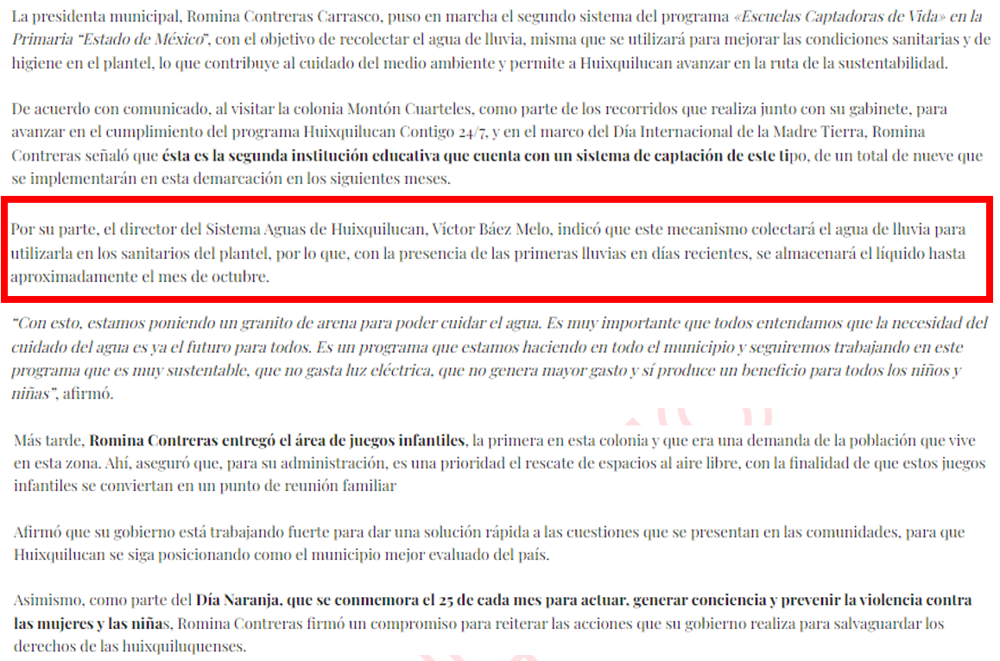 La presidenta municipal, Romina Contreras Carrasco, puso en marcha el segundo sistema del programa «Escuelas Captadoras de Vida» en la
Primaria “Estado de México”, con el objetivo de recolectar el agua de lluvia, misma que se utilizará para mejorar las condiciones sanitarias y de
higiene en el plantel, lo que contribuye al cuidado del medio ambiente y permite a Huixquilucan avanzar en la ruta de la sustentabilidad.
De acuerdo con comunicado, al visitar la colonia Montón Cuarteles, como parte de los recorridos que realiza junto con su gabinete, para
avanzar en el cumplimiento del programa Huixquilucan Contigo 24/7, y en el marco del Día Internacional de la Madre Tierra, Romina
Contreras señaló que ésta es la segunda institución educativa que cuenta con un sistema de captación de este tipo, de un total de nueve que
se implementarán en esta demarcación en los siguientes meses.
Por su parte, el director del Sistema Aguas de Huixquilucan, Víctor Báez Melo, indicó que este mecanismo colectará el agua de lluvia para
utilizarla en los sanitarios del plantel, por lo que, con la presencia de las primeras lluvias en días recientes, se almacenará el líquido hasta
aproximadamente el mes de octubre.
“Con esto, estamos poniendo un granito de arena para poder cuidar el agua. Es muy importante que todos entendamos que la necesidad del
cuidado del agua es ya el futuro para todos. Es un programa que estamos haciendo en todo el municipio y seguiremos trabajando en este
programa que es muy sustentable, que no gasta luz eléctrica, que no genera mayor gasto y sí produce un beneficio para todos los niños y
niñas”, afirmó.
Más tarde, Romina Contreras entregó el área de juegos infantiles, la primera en esta colonia y que era una demanda de la población que vive
en esta zona. Ahí, aseguró que, para su administración, es una prioridad el rescate de espacios al aire libre, con la finalidad de que estos juegos
infantiles se conviertan en un punto de reunión familiar
Afirmó que su gobierno está trabajando fuerte para dar una solución rápida a las cuestiones que se presentan en las comunidades, para que
Huixquilucan se siga posicionando como el municipio mejor evaluado del país.
Asimismo, como parte del Día Naranja, que se conmemora el 25 de cada mes para actuar, generar conciencia y prevenir la violencia contra
las mujeres y las niñas, Romina Contreras firmó un compromiso para reiterar las acciones que su gobierno realiza para salvaguardar los
derechos de las huixquiluquenses.